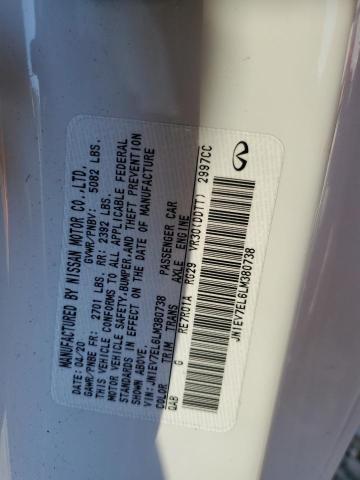 MANUFACTURED BY NISSAN MOTOR CO.,LTD.
DATE: 04/20 GVWR/PNBV: 5082 LBS.
GAWR/PNBE FR: 2701 LBS. RR: 2392 LBS.
THIS VEHICLE CONFORMS TO ALL APPLICABLE FEDERAL
MOTOR VEHICLE SAFETY,BUMPER,AND THEFT PREVENTION
STANDARDS IN EFFECT ON THE DATE OF MANUFACTURE
SHOWN ABOVE.
VIN: JN1EV7EL6LM380738 PASSENGER CAR
COLOR TRIM TRANS AXLE ENGINE
QAB G RE7R01A RG29 VR30(DDTT) 2997CC
JN1EV7EL6LM380738